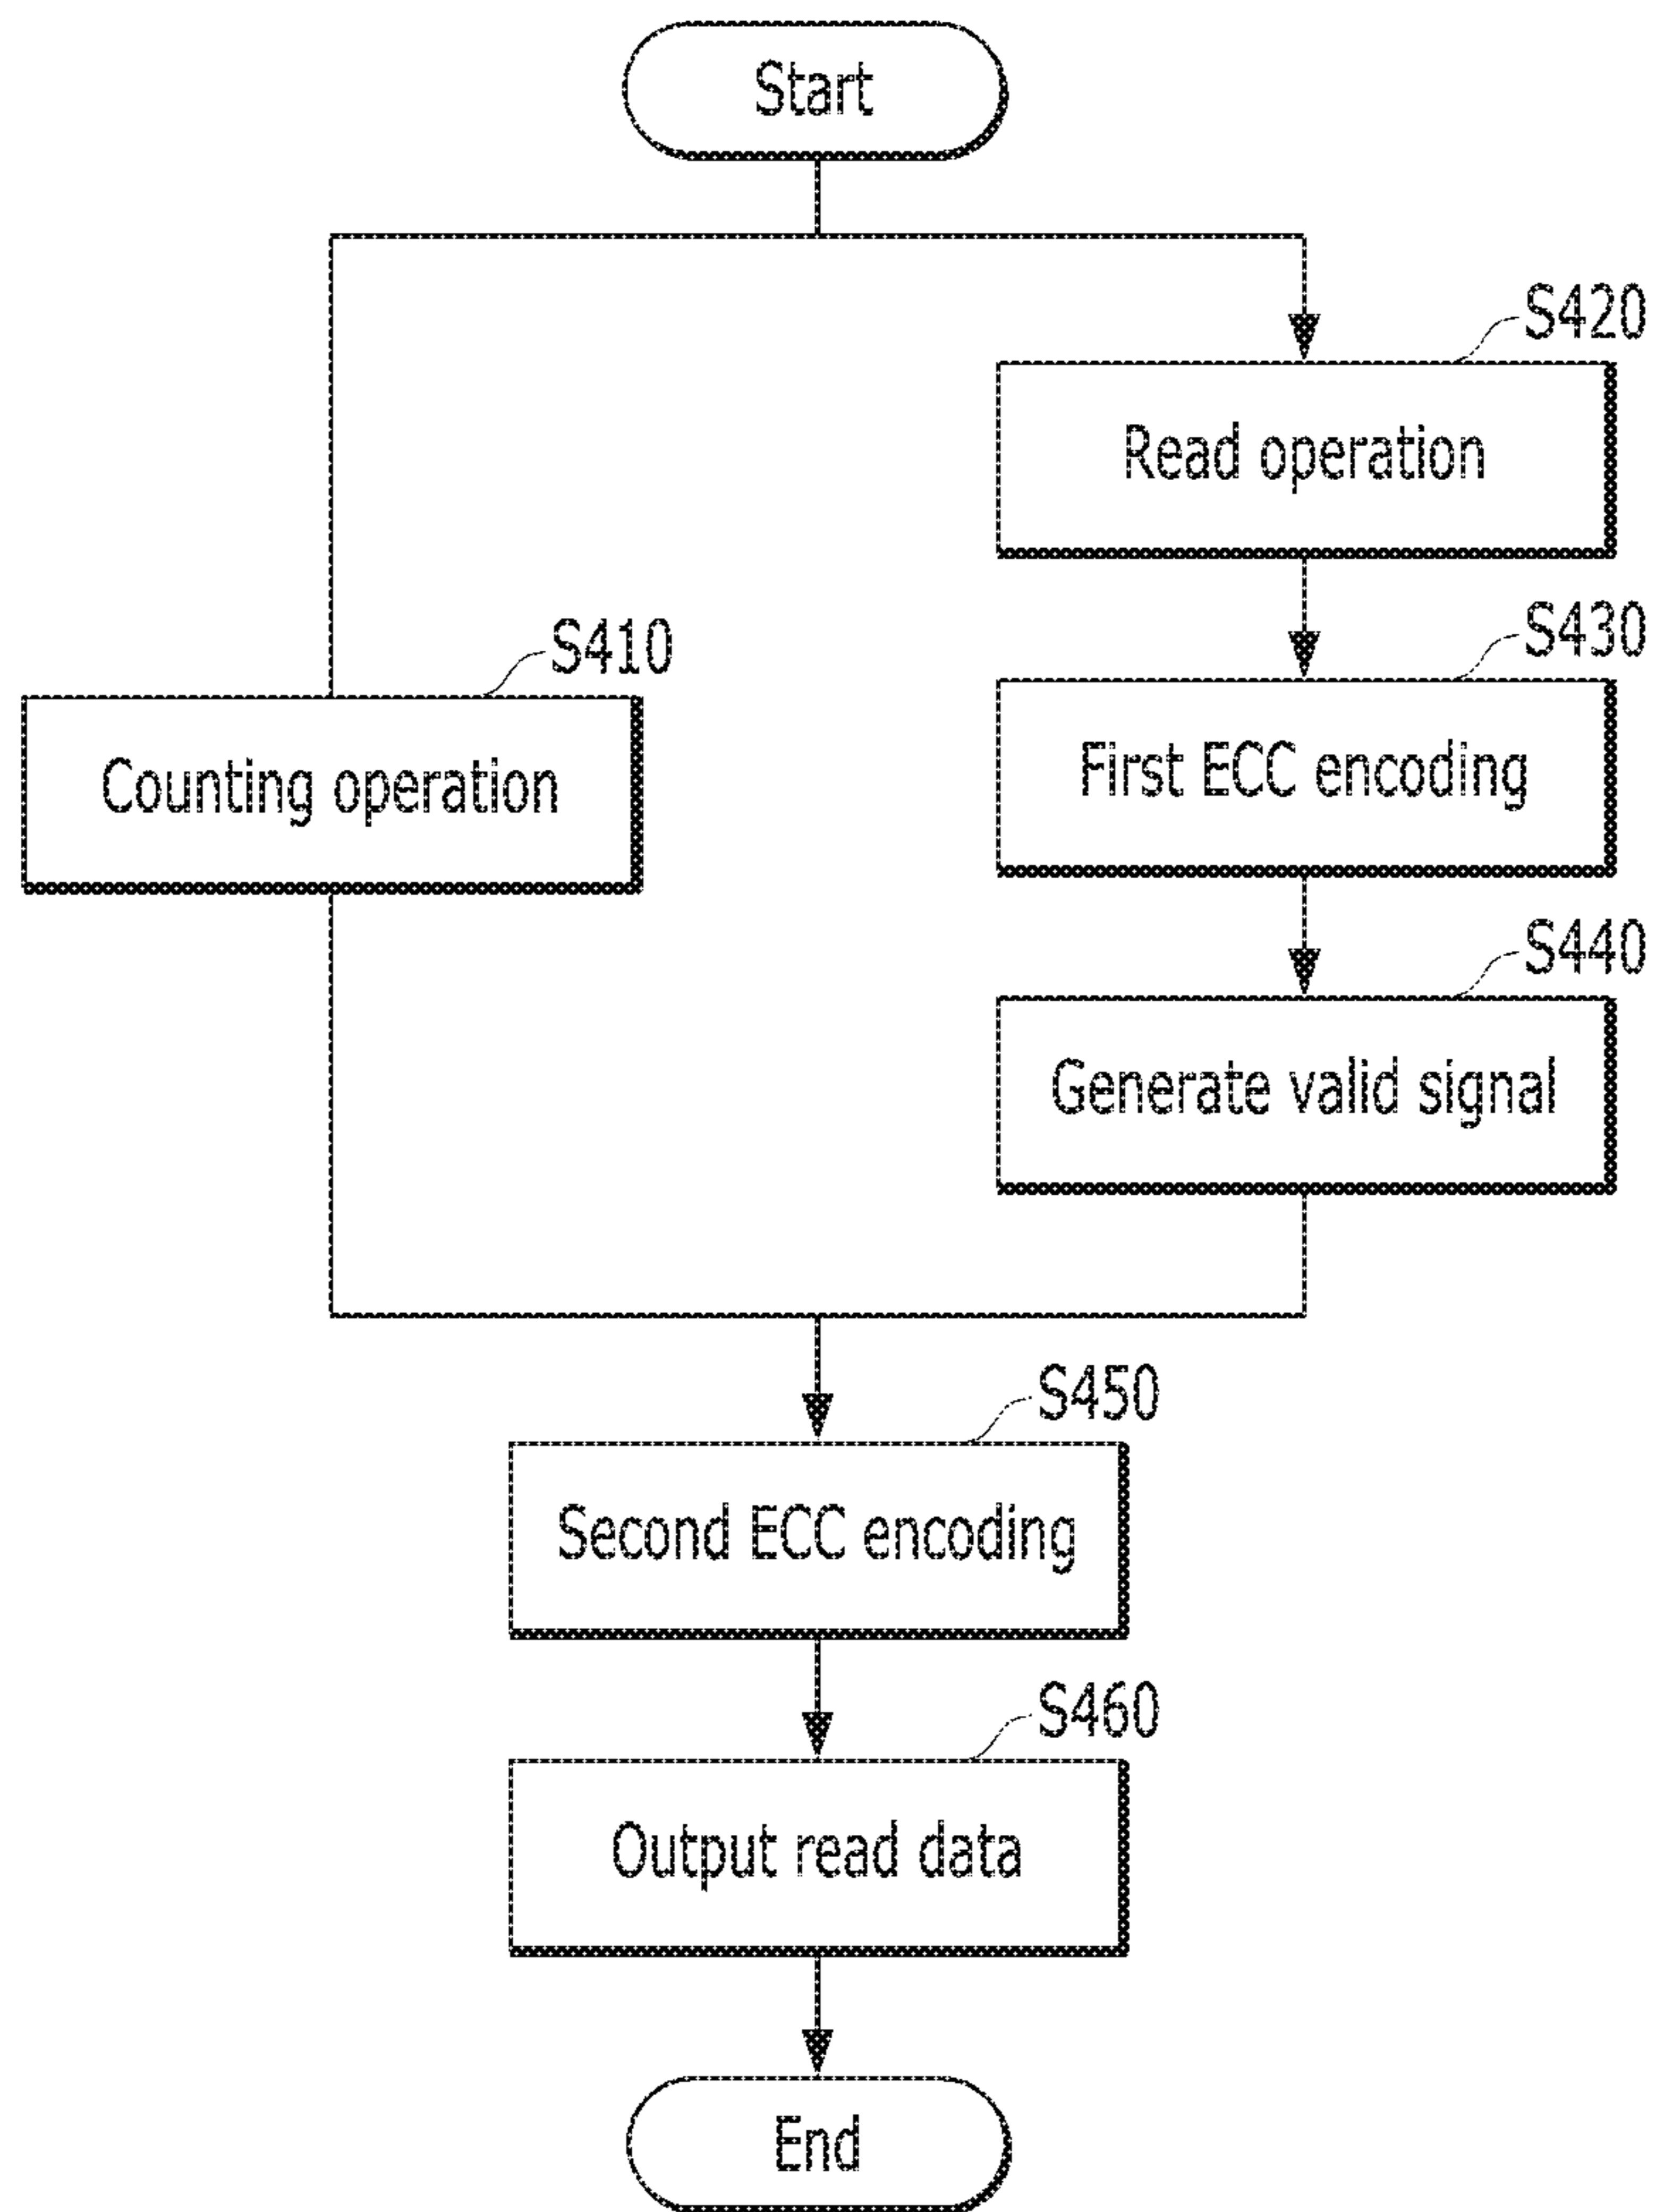 Start
S420
Read operation
S410
Counting operation
S430
First ECC encoding
S440
Generate valid signal
S450
Second ECC encoding
S460
Output read data
End